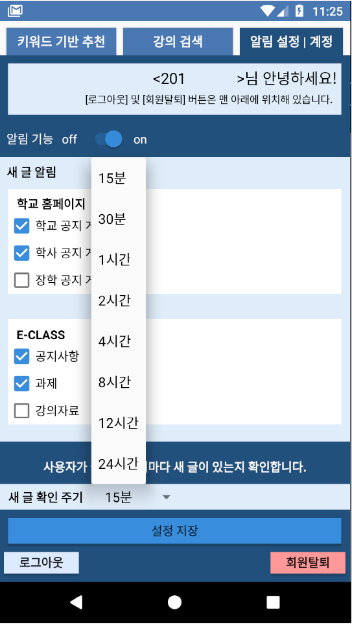 11:25
키워드 기반 추천 강의 검색 알림 설정 | 계정
<201 >님 안녕하세요!
[로그아웃] 및 [회원탈퇴] 버튼은 맨 아래에 위치해 있습니다.
알림 기능 off on
새 글 알림
학교 홈페이지
학교 공지
학사 공지
장학 공지
E-CLASS
공지사항
과제
강의자료
15분
30분
1시간
2시간
4시간
8시간
12시간
24시간
사용자가 마다 새 글이 있는지 확인합니다.
새 글 확인 주기 15분
설정 저장
로그아웃 회원탈퇴